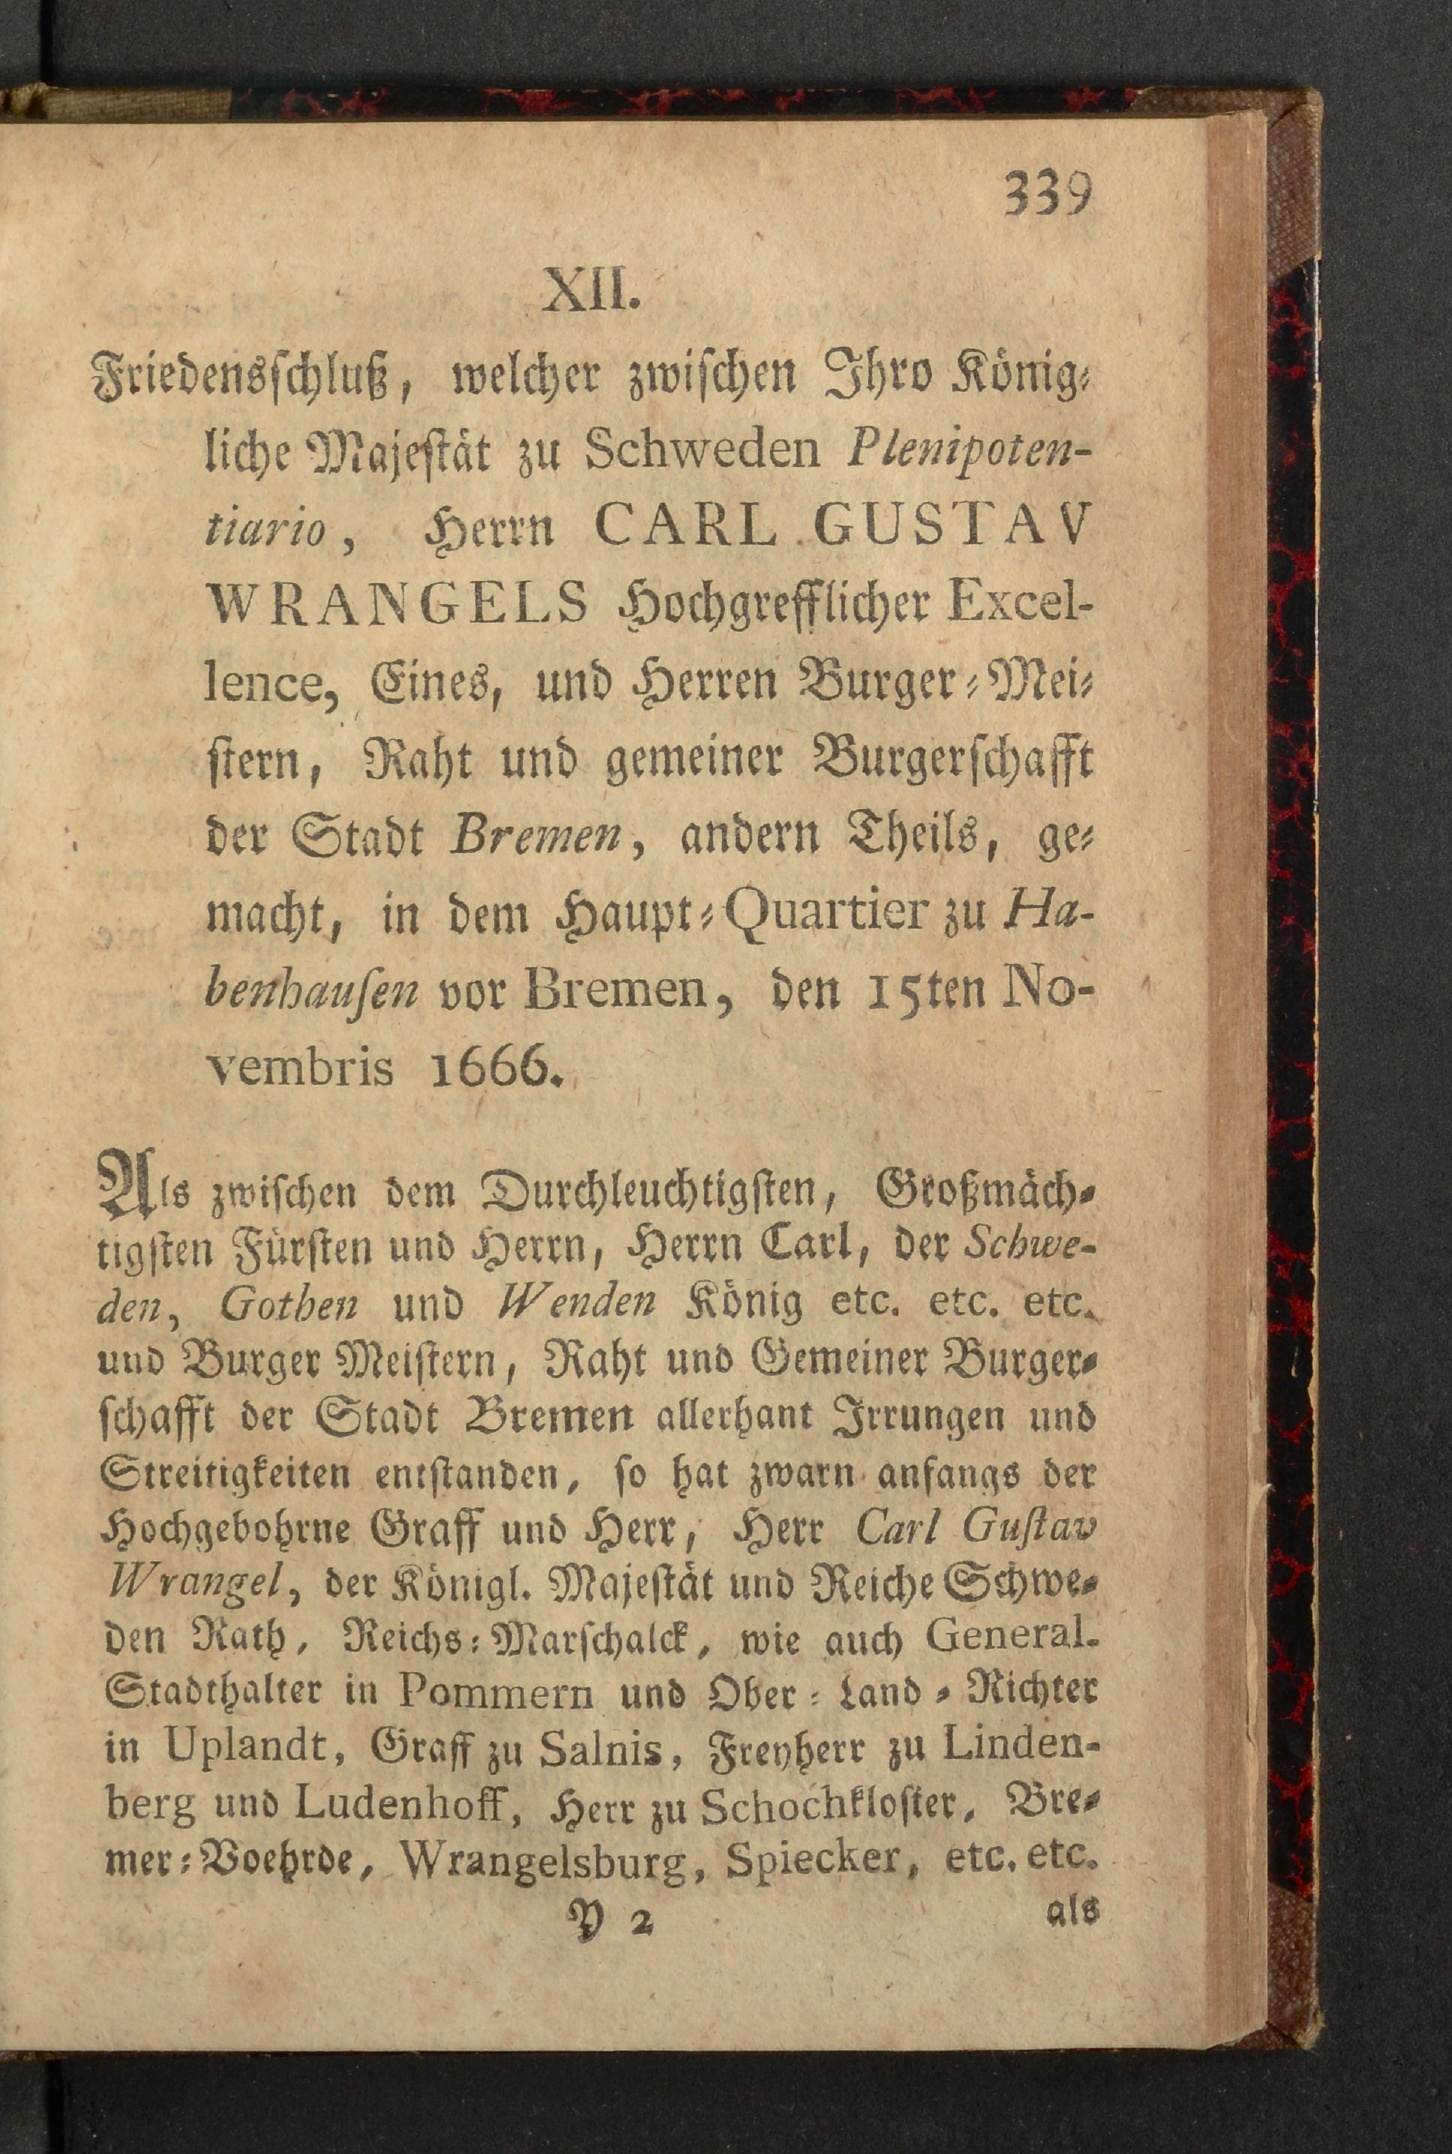 339
XII.
Friedensschluß, welcher zwischen Ihro König-
liche Majestät zu Schweden Plenipoten-
tiario, Herrn CARL GUSTAV
WRANGELS Hochgrefflicher Excel-
lence, Eines, und Herren Burger-Mei-
stern, Raht und gemeiner Burgerschafft
der Stadt Bremen, andern Theils, ge-
macht, in dem Haupt-Quartier zu Ha-
benhausen vor Bremen, den 15ten No-
vembris 1666.
Als zwischen dem Durchleuchtigsten, Großmäch-
tigsten Fürsten und Herrn, Herrn Carl, der Schwe-
den, Gothen und Wenden König etc. etc. etc.
und Burger Meistern, Raht und Gemeiner Burger-
schafft der Stadt Bremen allerhant Irrungen und
Streitigkeiten entstanden, so hat zwarn anfangs der
Hochgebohrne Graff und Herr, Herr Carl Gustav
Wrangel, der Königl. Majestät und Reiche Schwe-
den Rath, Reichs-Marschalck, wie auch General-
Stadthalter in Pommern und Ober-Land-Richter
in Uplandt, Graff zu Salnis, Freyherr zu Linden-
berg und Ludenhoff, Herr zu Schochkloster, Bre-
mer-Voehrde, Wrangelsburg, Spiecker, etc. etc.
Y 2 als